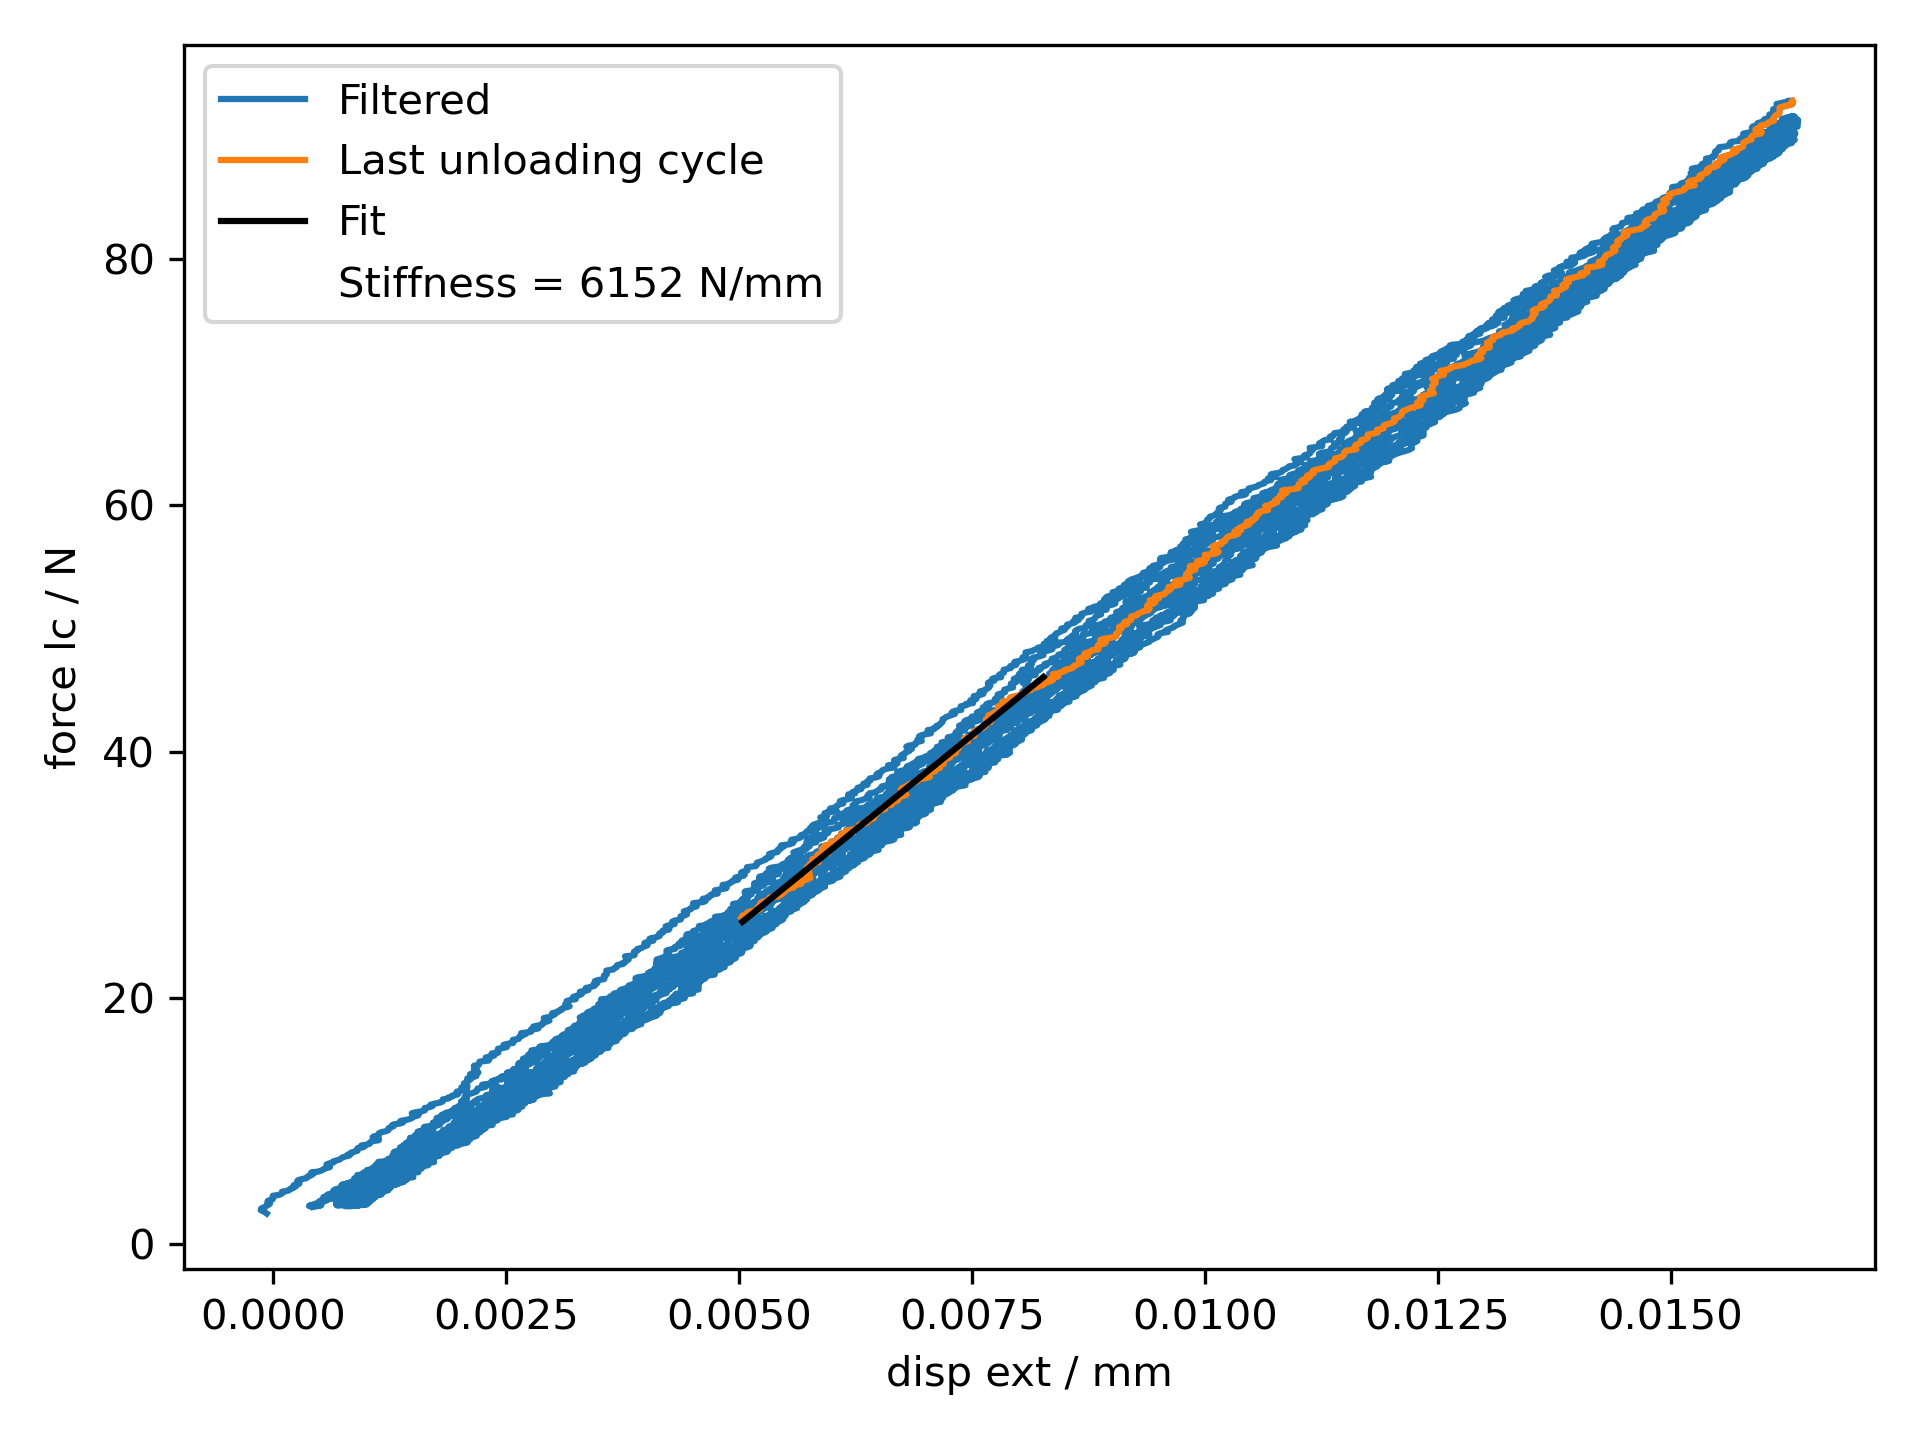 Filtered
Last unloading cycle
Fit
Stiffness = 6152 N/mm
80
60
40
20
0
force lc / N
0.0000 0.0025 0.0050 0.0075 0.0100 0.0125 0.0150
disp ext / mm